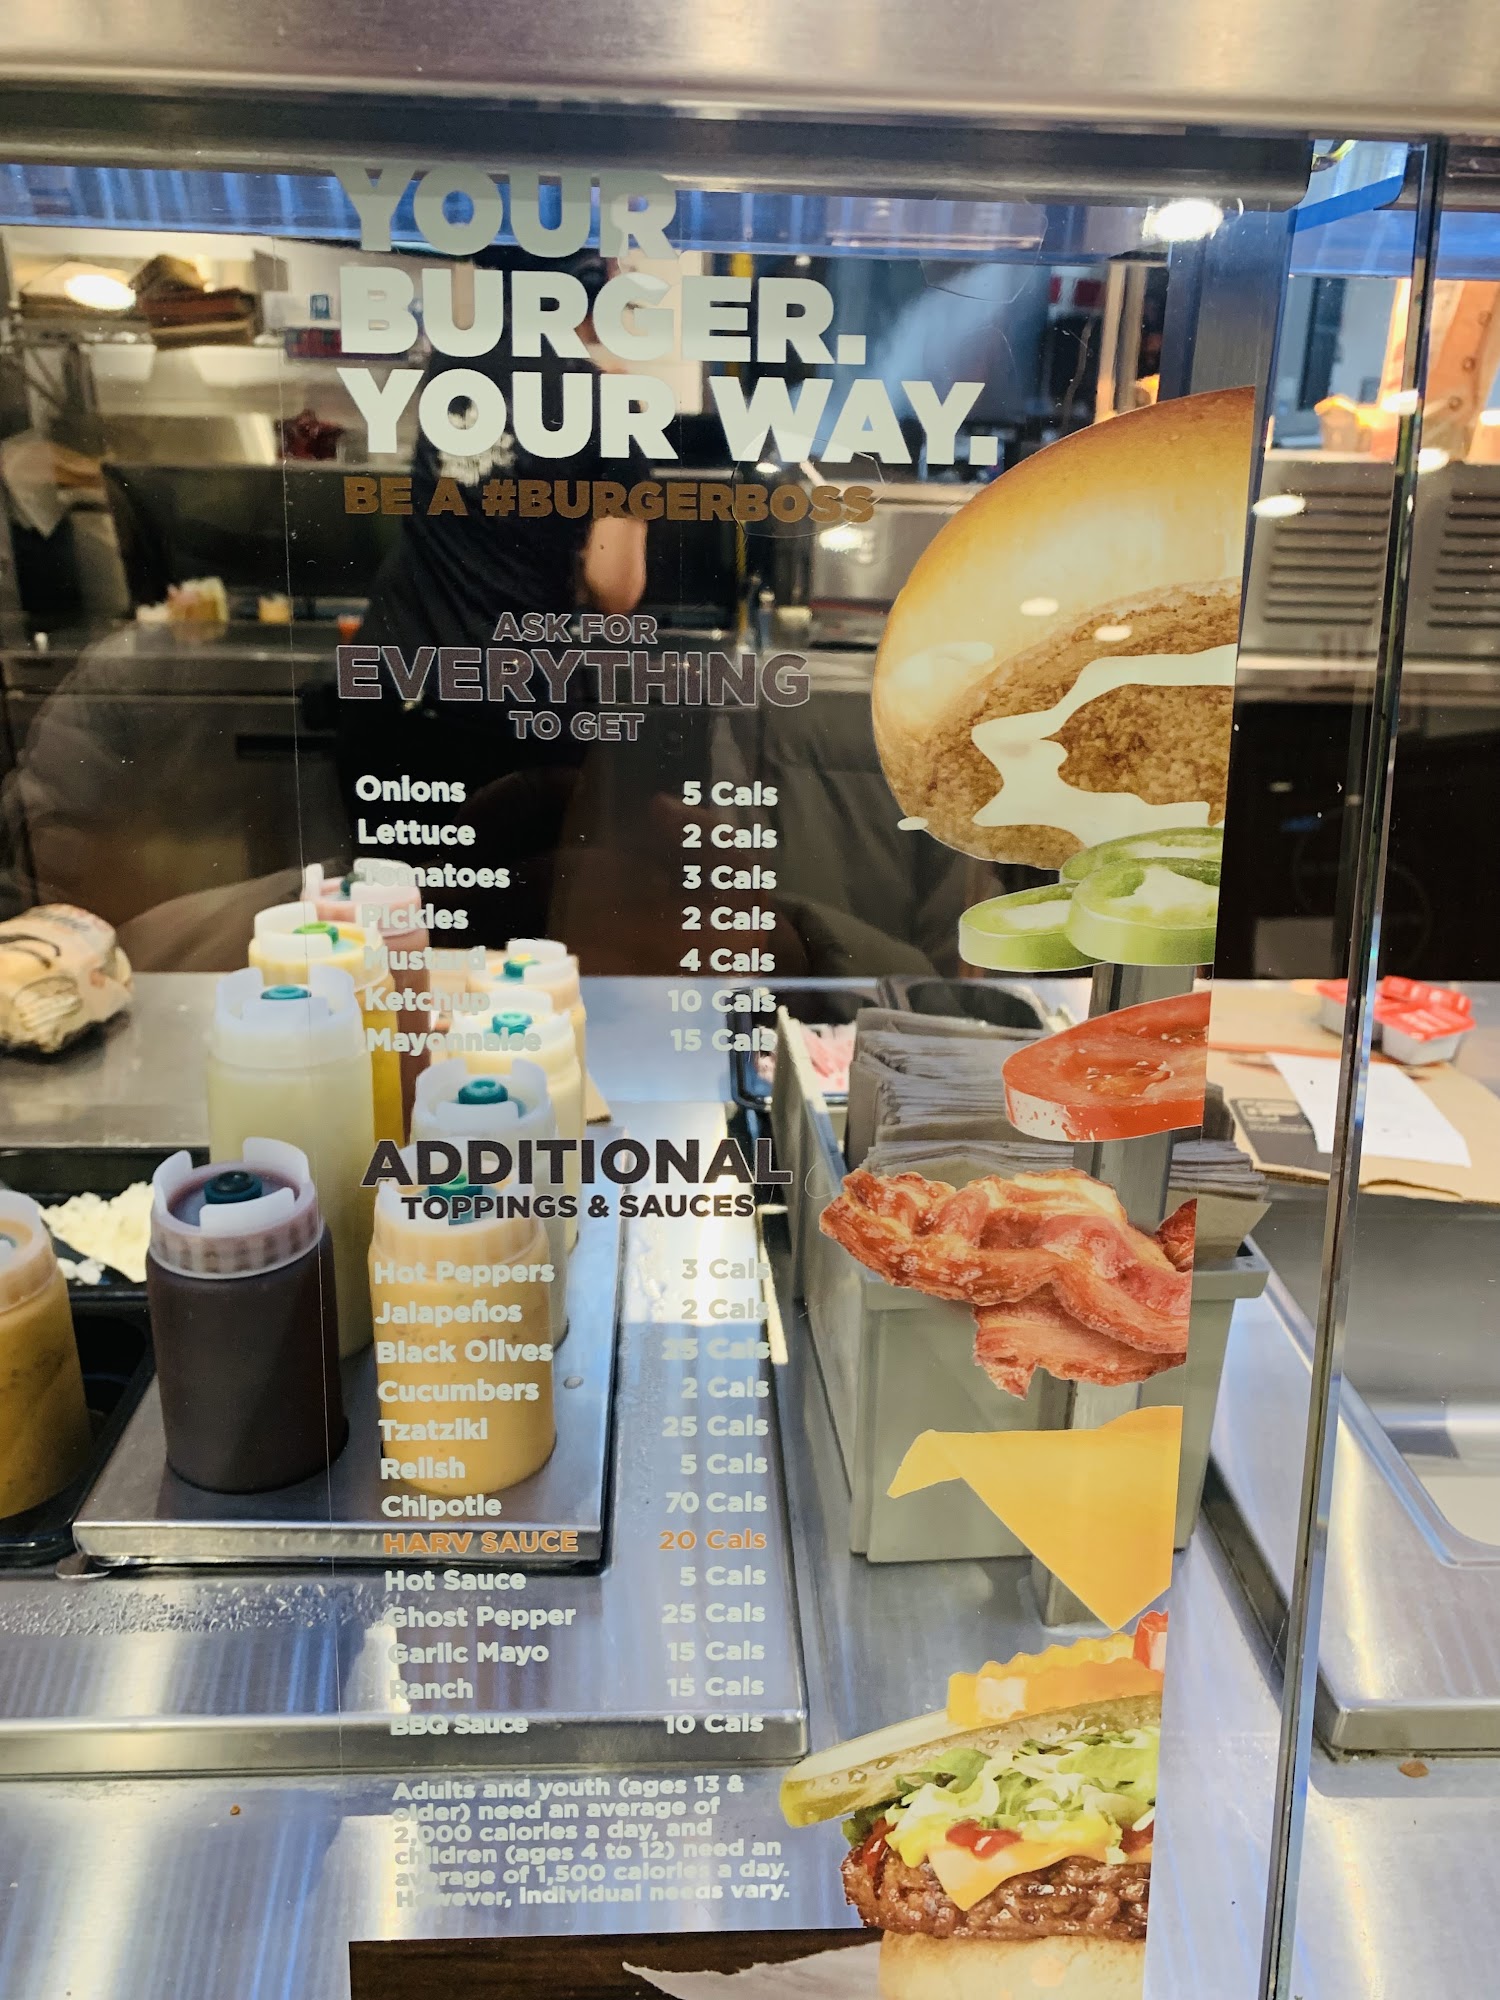 YOUR
BURGER.
YOUR WAY.
BE A #BURGERBOSS
ASK FOR
EVERYTHING
TO GET
Onions 5 Cals
Lettuce 2 Cals
Tomatoes 3 Cals
Pickles 2 Cals
Mustard 4 Cals
Ketchup 10 Cals
Mayonnaise 15 Cals
ADDITIONAL
TOPPINGS & SAUCES
Hot Peppers 3 Cals
Jalapeños 2 Cals
Black Olives 25 Cals
Cucumbers 2 Cals
Tzatziki 25 Cals
Relish 5 Cals
Chipotle 70 Cals
HARV SAUCE 20 Cals
Hot Sauce 5 Cals
Ghost Pepper 25 Cals
Garlic Mayo 15 Cals
Ranch 15 Cals
BBQ Sauce 10 Cals
Adults and youth (ages 13 &
older) need an average of
2,000 calories a day, and
children (ages 4 to 12) need an
average of 1,500 calories a day.
However, individual needs vary.